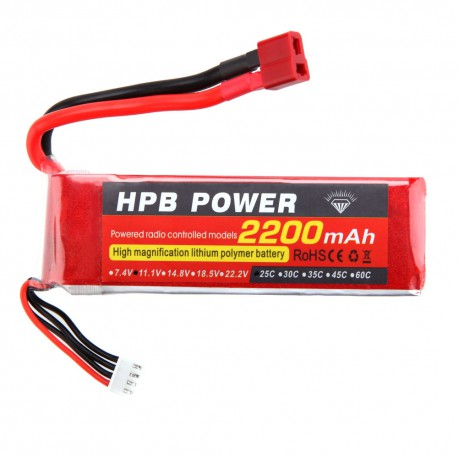 HPB POWER
Powered radio controlled models 2200mAh
High magnification lithium polymer battery RoHS CE
7.4V●11.1V●14.8V●18.5V●22.2V ●25C●30C●35C●45C●60C